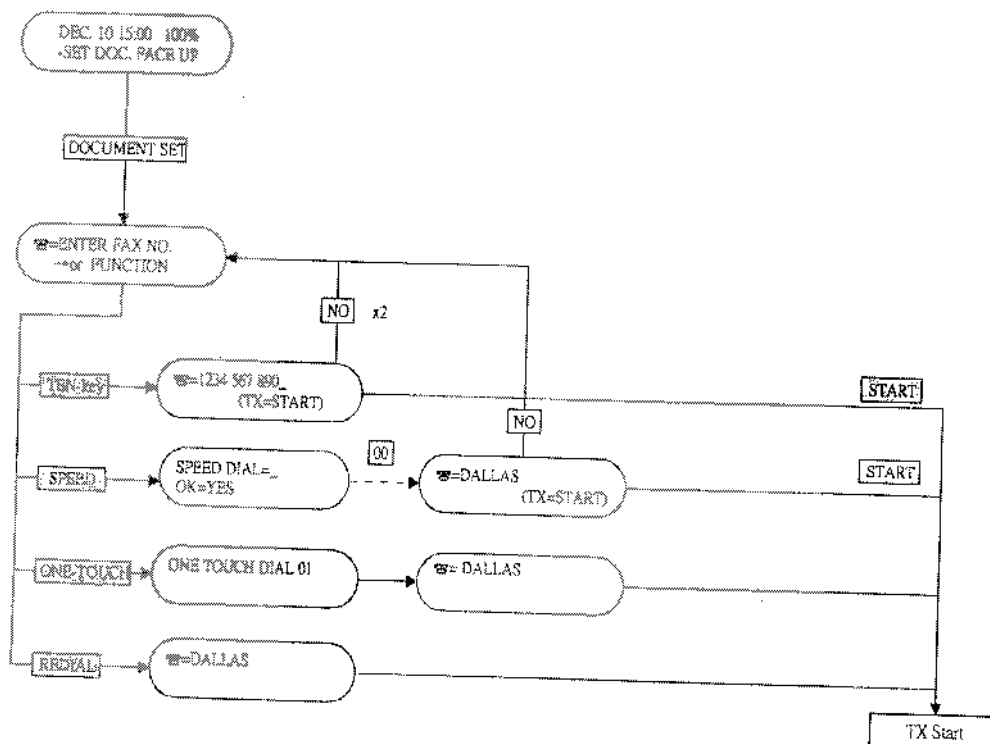 DEC. 10 15:00 100%
-SET DOC. FACE UP
DOCUMENT SET
☎=ENTER FAX NO.
→or FUNCTION
NO x2
TEN-key
☎=1234 567 890_
(TX=START)
START
NO
SPEED
SPEED DIAL=_
OK=YES
00
☎=DALLAS
(TX=START)
START
ONE-TOUCH
ONE TOUCH DIAL 01
☎= DALLAS
REDIAL
☎=DALLAS
TX Start